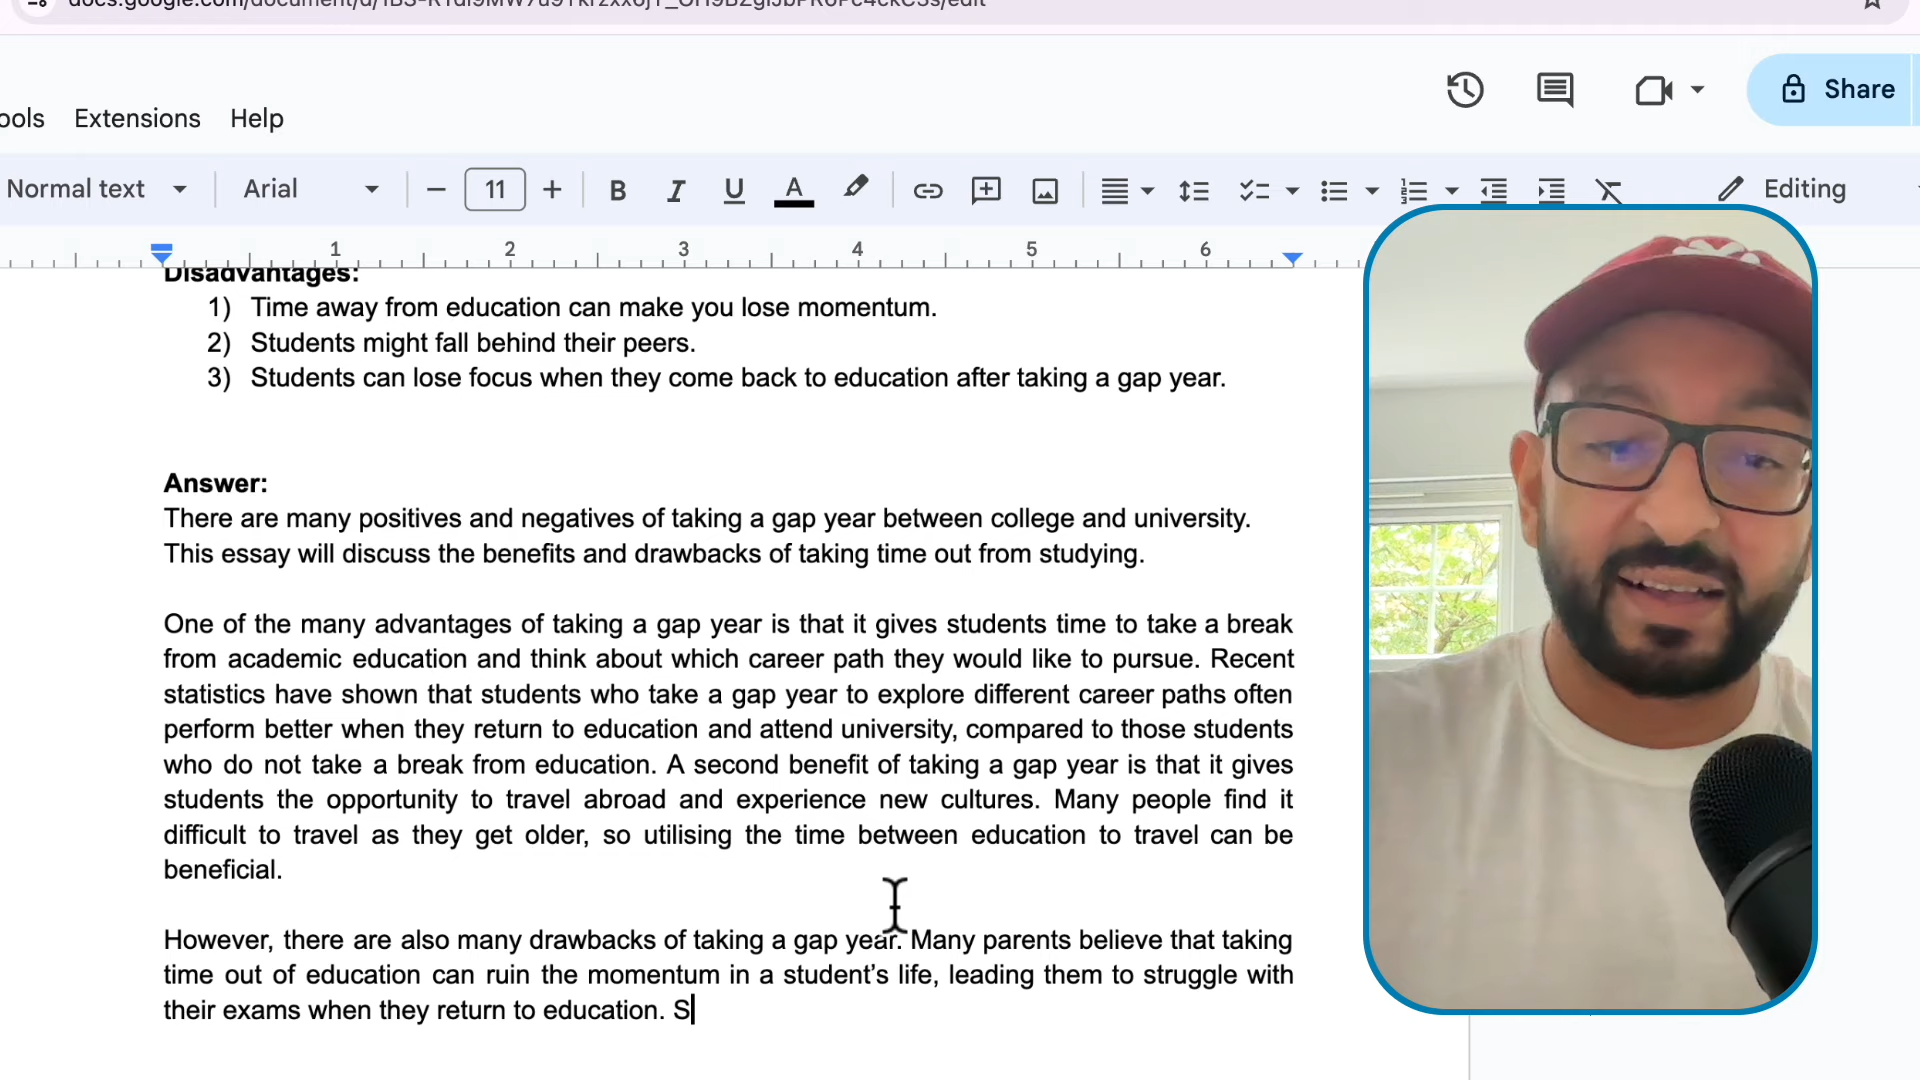 ools Extensions Help
Share
Normal text Arial 11 B I U A Editing
1 2 3 4 5 6
Disadvantages:
1) Time away from education can make you lose momentum.
2) Students might fall behind their peers.
3) Students can lose focus when they come back to education after taking a gap year.
Answer:
There are many positives and negatives of taking a gap year between college and university.
This essay will discuss the benefits and drawbacks of taking time out from studying.
One of the many advantages of taking a gap year is that it gives students time to take a break
from academic education and think about which career path they would like to pursue. Recent
statistics have shown that students who take a gap year to explore different career paths often
perform better when they return to education and attend university, compared to those students
who do not take a break from education. A second benefit of taking a gap year is that it gives
students the opportunity to travel abroad and experience new cultures. Many people find it
difficult to travel as they get older, so utilising the time between education to travel can be
beneficial.
However, there are also many drawbacks of taking a gap year. Many parents believe that taking
time out of education can ruin the momentum in a student’s life, leading them to struggle with
their exams when they return to education. S